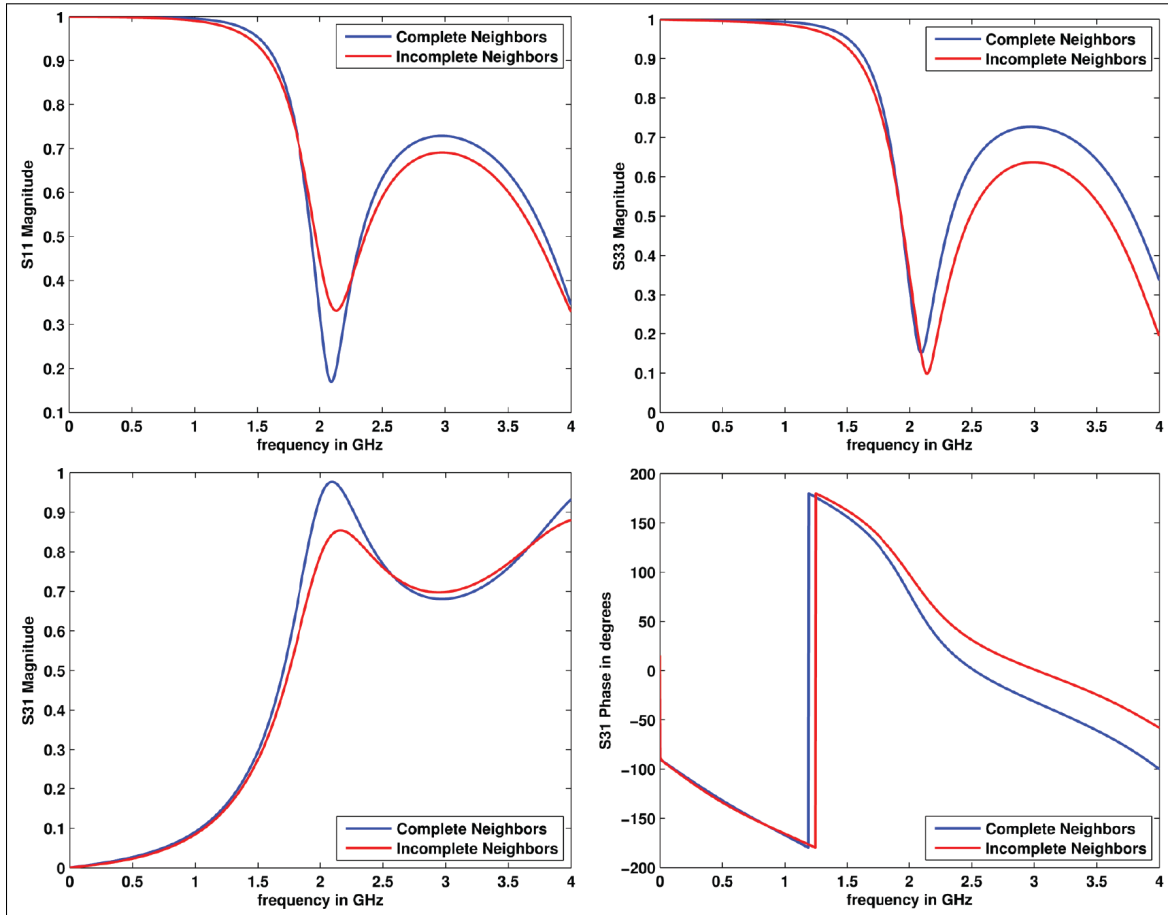 S11 Magnitude
1
0.9
0.8
0.7
0.6
0.5
0.4
0.3
0.2
0.1
0 0.5 1 1.5 2 2.5 3 3.5 4
frequency in GHz
Complete Neighbors
Incomplete Neighbors
S33 Magnitude
1
0.9
0.8
0.7
0.6
0.5
0.4
0.3
0.2
0.1
0
0 0.5 1 1.5 2 2.5 3 3.5 4
frequency in GHz
Complete Neighbors
Incomplete Neighbors
S31 Magnitude
1
0.9
0.8
0.7
0.6
0.5
0.4
0.3
0.2
0.1
0
0 0.5 1 1.5 2 2.5 3 3.5 4
frequency in GHz
Complete Neighbors
Incomplete Neighbors
S31 Phase in degrees
200
150
100
50
0
−50
−100
−150
−200
0 0.5 1 1.5 2 2.5 3 3.5 4
frequency in GHz
Complete Neighbors
Incomplete Neighbors